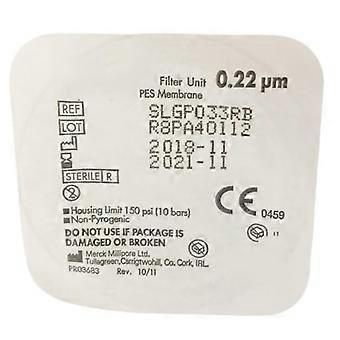 Filter Unit 0.22 µm
PES Membrane
REF SLGP033RB
LOT R8PA40112
2018-11
2021-11
STERILE R
CE 0459
Housing Limit 150 psi (10 bars)
Non-Pyrogenic
DO NOT USE IF PACKAGE IS
DAMAGED OR BROKEN
Merck Millipore Ltd.
Tullagreen, Carrigtwohill, Co. Cork, IRL.
PR03683 Rev. 10/11